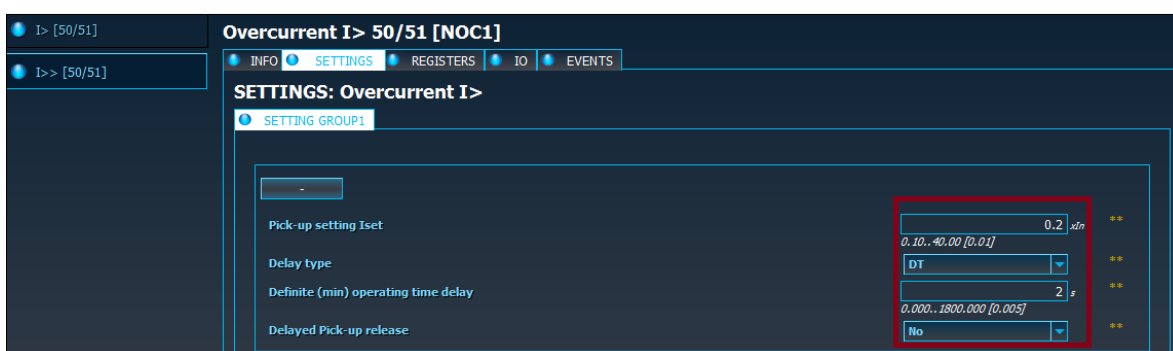 I> [50/51]
I>> [50/51]
Overcurrent I> 50/51 [NOC1]
INFO SETTINGS REGISTERS IO EVENTS
SETTINGS: Overcurrent I>
SETTING GROUP1
-
Pick-up setting Iset 0.2 xIn **
0.10..40.00 [0.01]
Delay type DT **
Definite (min) operating time delay 2 s **
0.000..1800.000 [0.005]
Delayed Pick-up release No **